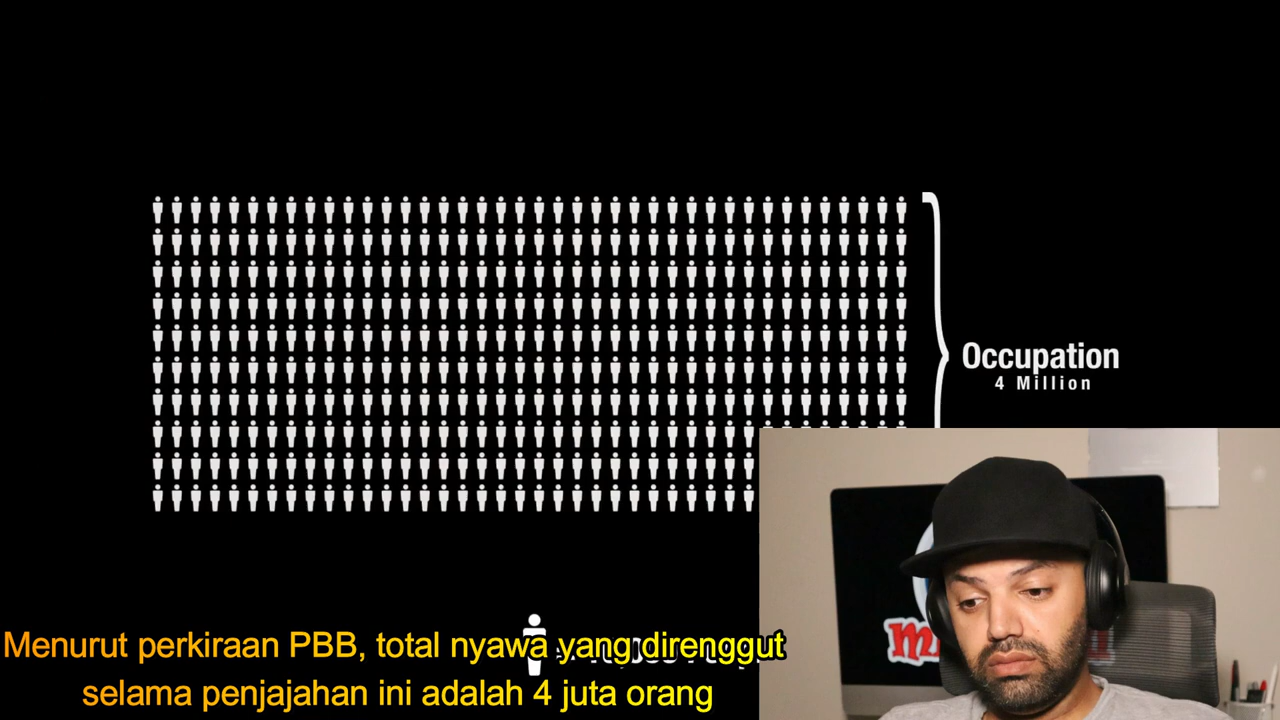 Occupation
4 Million
Menurut perkiraan PBB, total nyawa yang direnggut
selama penjajahan ini adalah 4 juta orang